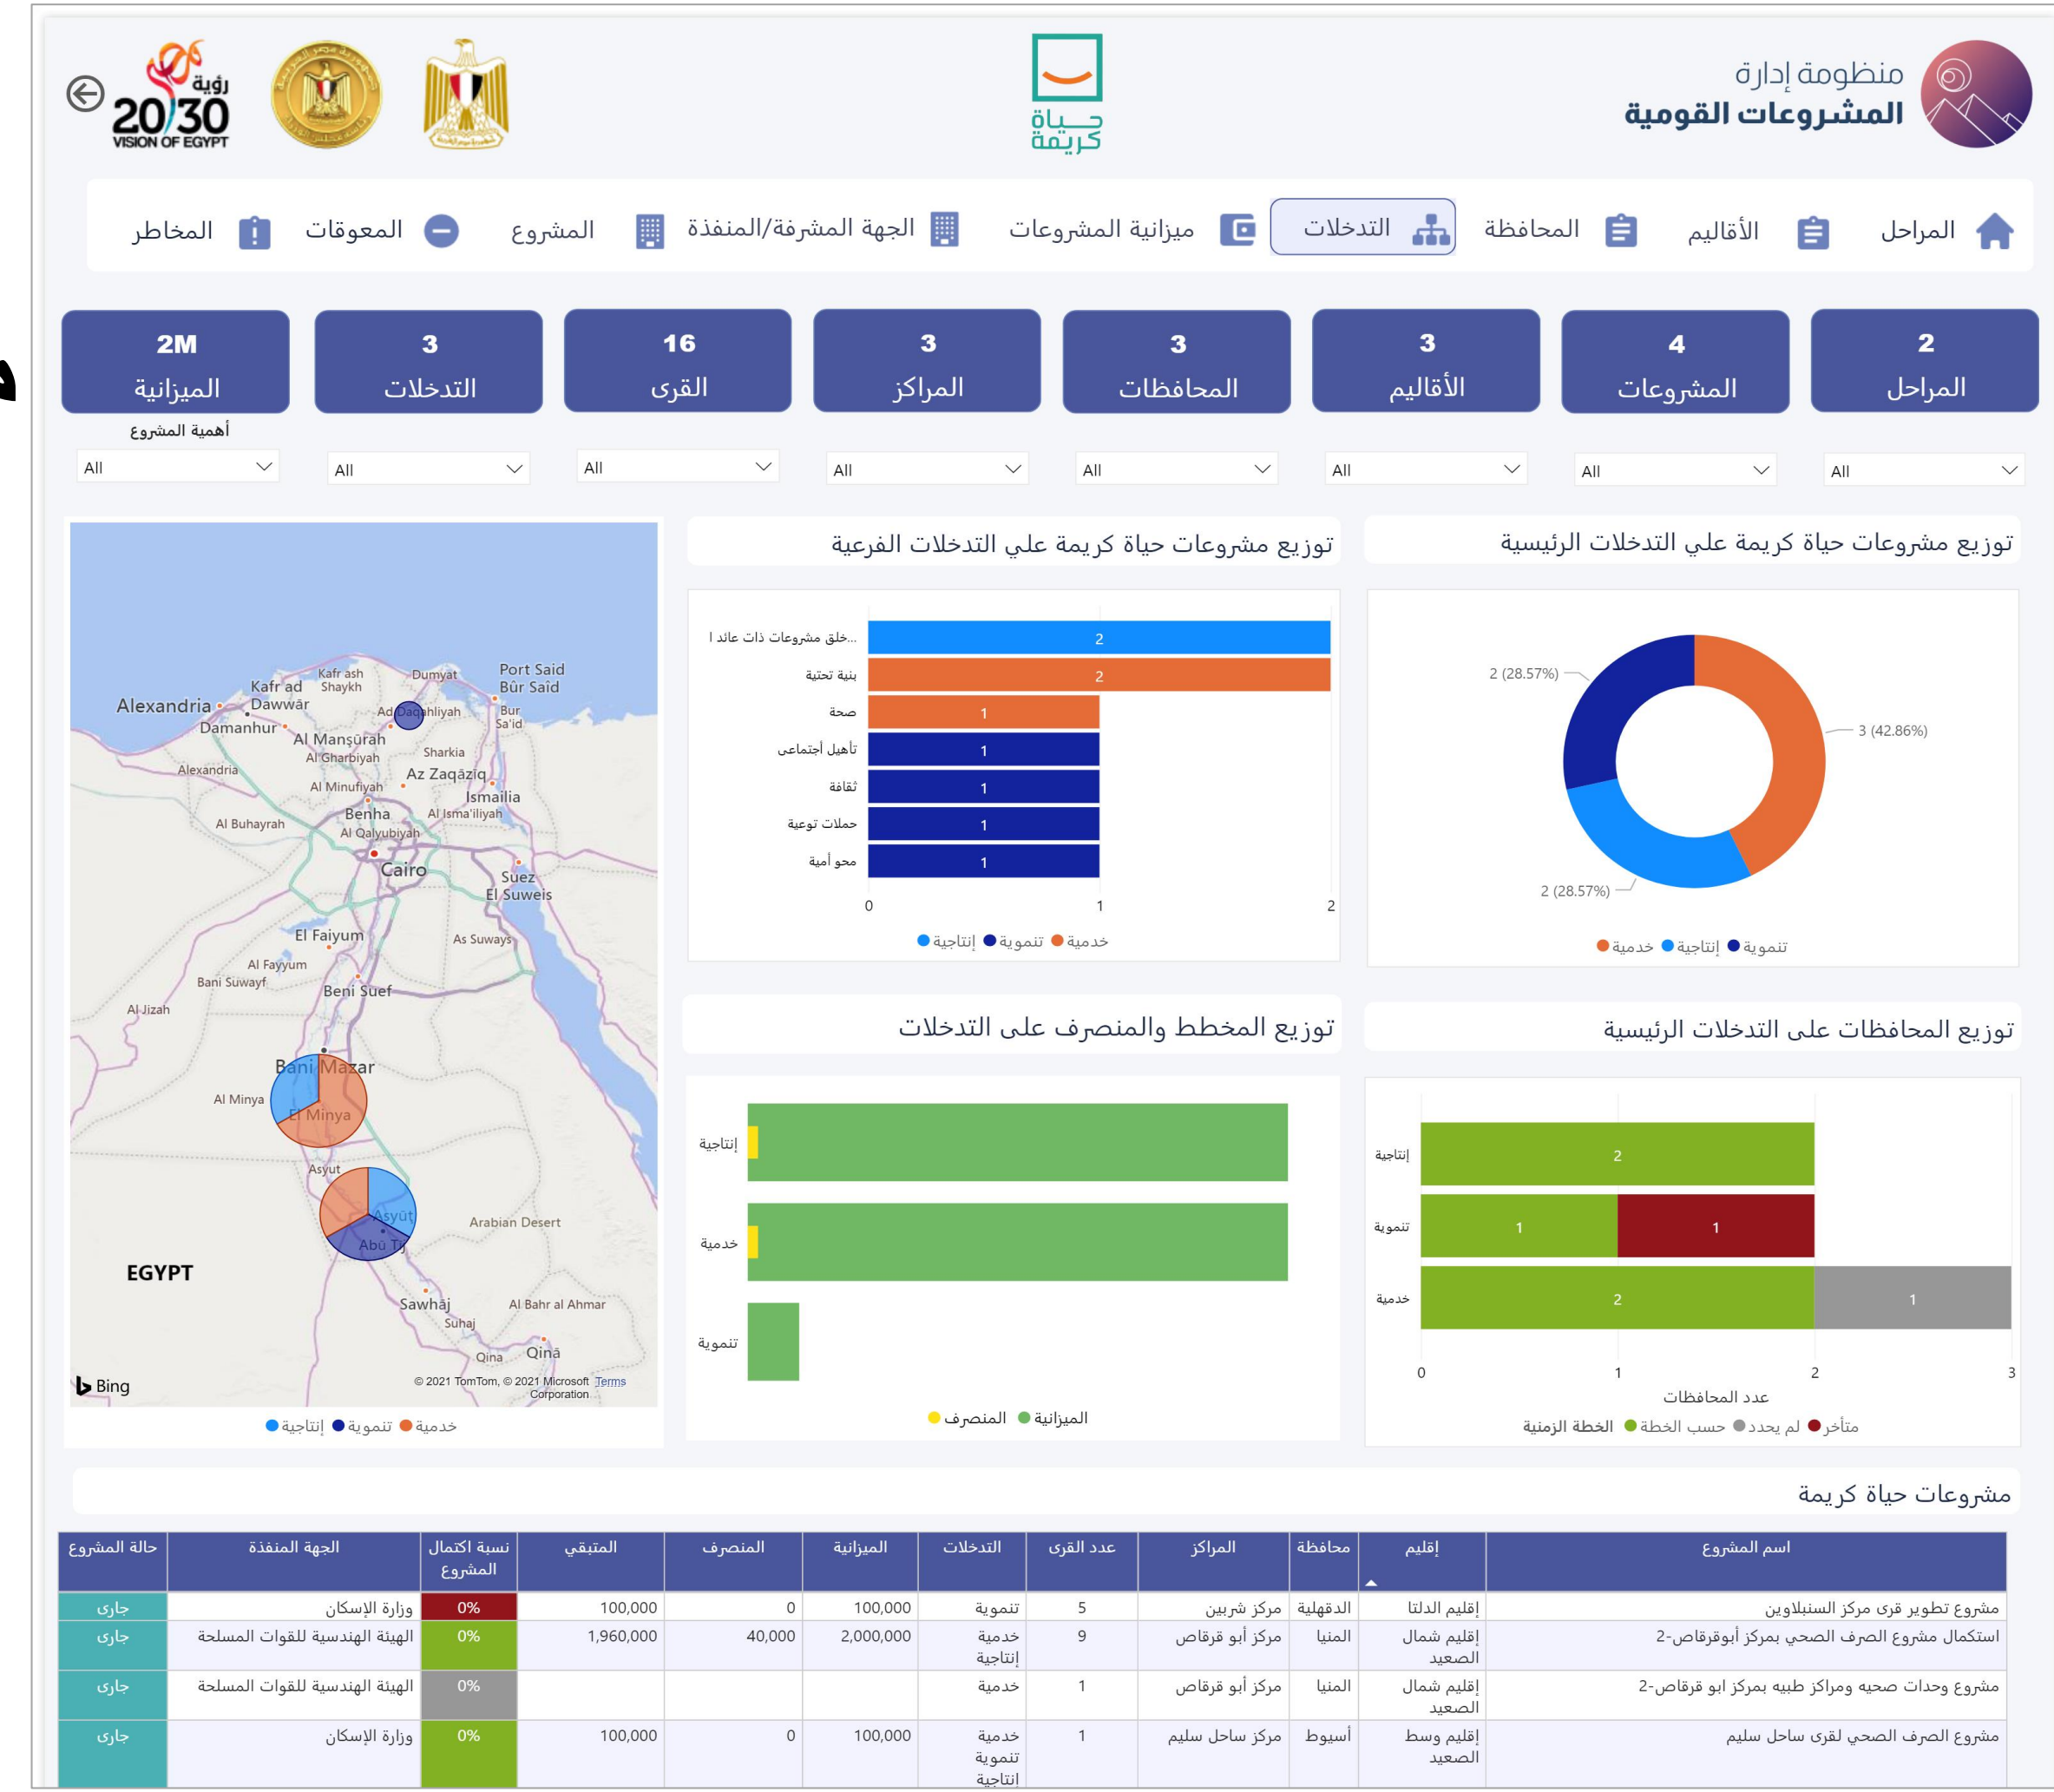 منظومة إدارة
المشروعات القومية
حياة
كريمة
رؤية
20/30
VISION OF EGYPT
المراحل
الأقاليم
المحافظة
التدخلات
ميزانية المشروعات
الجهة المشرفة/المنفذة
المشروع
المعوقات
المخاطر
2
المراحل
4
المشروعات
3
الأقاليم
3
المحافظات
3
المراكز
16
القرى
3
التدخلات
2M
الميزانية
أهمية المشروع
All All All All All All All All
توزيع مشروعات حياة كريمة علي التدخلات الرئيسية
2 (28.57%)
3 (42.86%)
2 (28.57%)
خدمية إنتاجية تنموية
توزيع مشروعات حياة كريمة علي التدخلات الفرعية
خلق مشروعات ذات عائد ا... 2
بنية تحتية 2
صحة 1
تأهيل أجتماعى 1
ثقافة 1
حملات توعية 1
محو أمية 1
0 1 2
إنتاجية تنموية خدمية
Port Said
Bûr Saîd
Kafr ash
Shaykh
Dumyat
Kafr ad
Dawwâr
Alexandria
Damanhur
Ad Daqahliyah
Bur
Sa'id
Al Manşûrah
Al Gharbiyah
Sharkia
Alexandria
Az Zaqāzīq
Al Minufiyah
Ismailia
Benha
Al Isma'iliyah
Al Buhayrah
Al Qalyubiyah
Cairo
Suez
El Suweis
El Faiyum
As Suways
Al Fayyum
Bani Suwayf
Beni Suef
Al Jizah
Bani Mazar
Al Minya
El Minya
Asyut
Asyût
Abû Tîj
Arabian Desert
EGYPT
Sawhâj
Suhaj
Al Bahr al Ahmar
Qina
Qinā
Bing
© 2021 TomTom, © 2021 Microsoft Corporation Terms
إنتاجية تنموية خدمية
توزيع المحافظات على التدخلات الرئيسية
إنتاجية 2
تنموية 1 1
خدمية 2 1
0 1 2 3
عدد المحافظات
الخطة الزمنية حسب الخطة لم يحدد متأخر
توزيع المخطط والمنصرف على التدخلات
إنتاجية
خدمية
تنموية
المنصرف الميزانية
مشروعات حياة كريمة
اسم المشروع إقليم محافظة المراكز عدد القرى التدخلات الميزانية المنصرف المتبقي نسبة اكتمال المشروع الجهة المنفذة حالة المشروع
مشروع تطوير قرى مركز السنبلاوين إقليم الدلتا الدقهلية مركز شربين 5 تنموية 100,000 0 100,000 0% وزارة الإسكان جارى
استكمال مشروع الصرف الصحي بمركز أبوقرقاص-2 إقليم شمال الصعيد المنيا مركز أبو قرقاص 9 خدمية إنتاجية 2,000,000 40,000 1,960,000 0% الهيئة الهندسية للقوات المسلحة جارى
مشروع وحدات صحيه ومراكز طبيه بمركز ابو قرقاص-2 إقليم شمال الصعيد المنيا مركز أبو قرقاص 1 خدمية 0% الهيئة الهندسية للقوات المسلحة جارى
مشروع الصرف الصحي لقرى ساحل سليم إقليم وسط الصعيد أسيوط مركز ساحل سليم 1 خدمية تنموية إنتاجية 100,000 0 100,000 0% وزارة الإسكان جارى